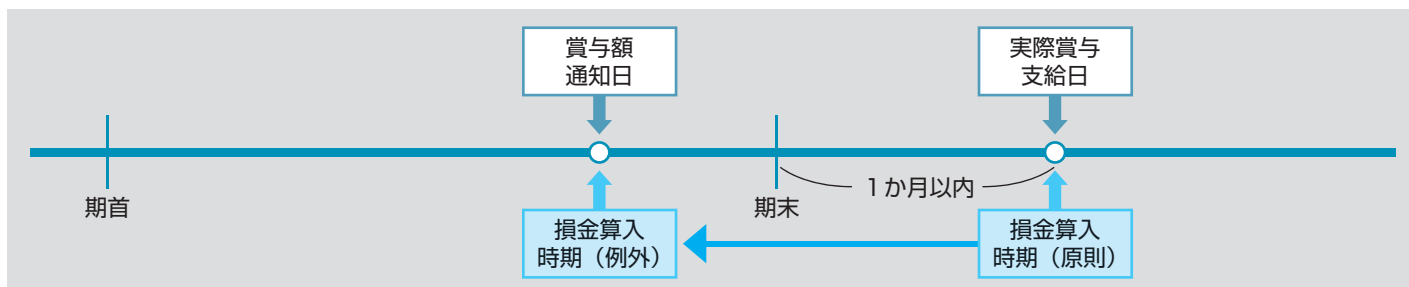 賞与額
通知日
実際賞与
支給日
１か月以内
期首
期末
損金算入
時期（例外）
損金算入
時期（原則）